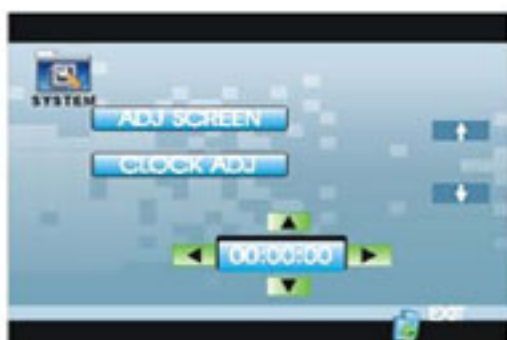 SYSTEM
ADJ SCREEN
CLOCK ADJ
00:00:00
EXIT